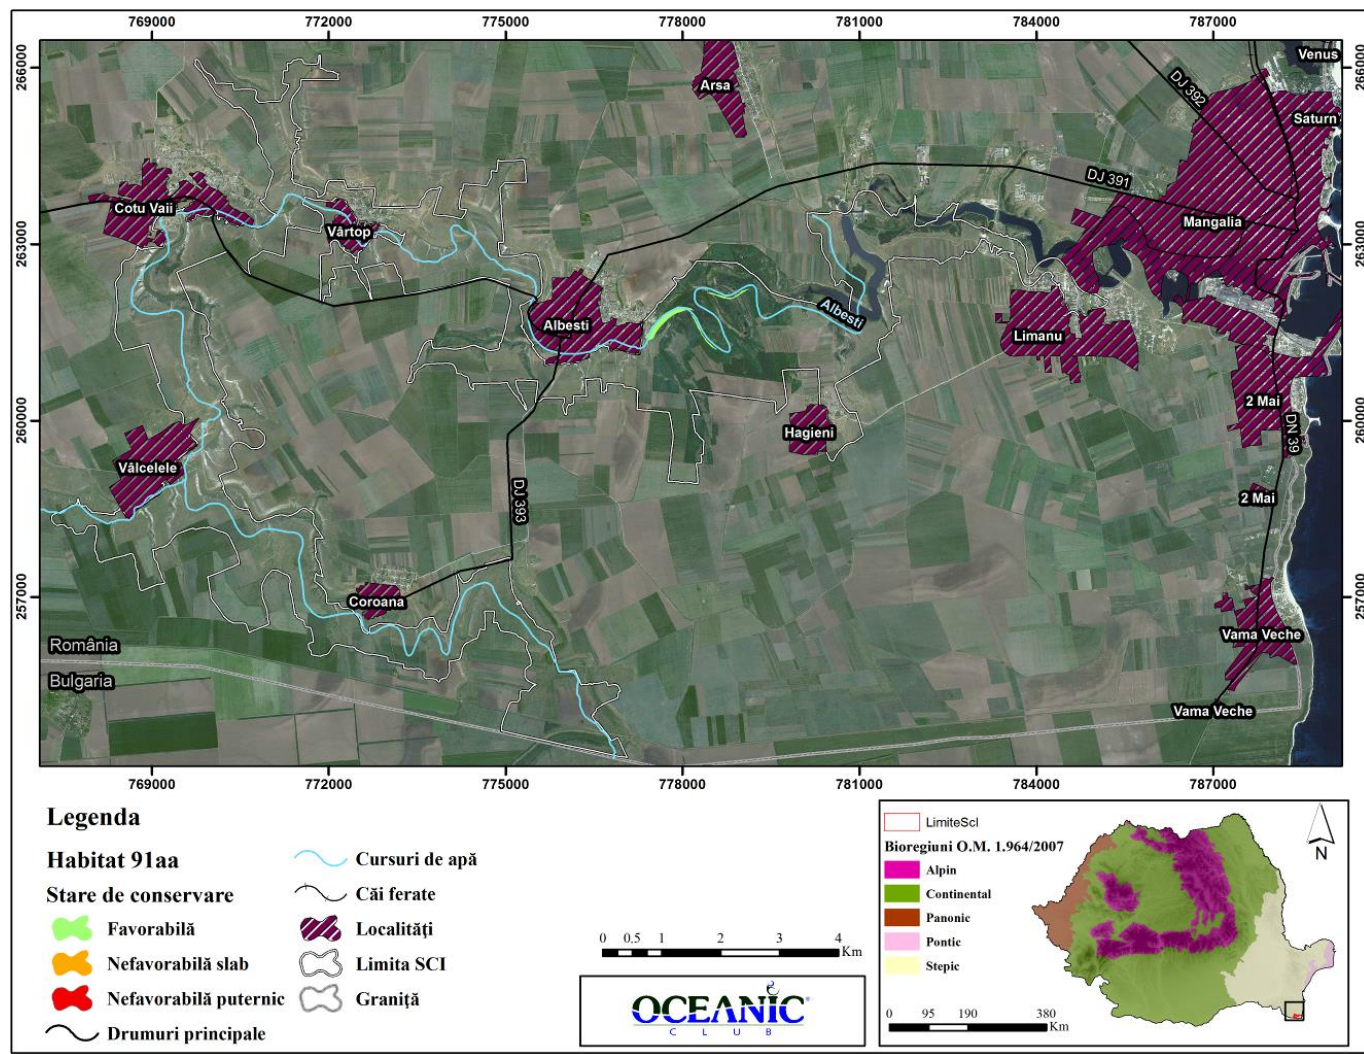 769000 772000 775000 778000 781000 784000 787000
266000
263000
260000
257000
266000
263000
260000
257000
Venus
Arsa
DJ 392
Saturn
DJ 391
Cotu Vaii
Vârtop
Mangalia
Albesti
Albesti
Limanu
2 Mai
DN 39
Hagieni
Vâlcelele
DJ 393
2 Mai
Coroana
România
Vama Veche
Bulgaria
Vama Veche
769000 772000 775000 778000 781000 784000 787000
Legenda
Habitat 91aa
Stare de conservare
Favorabilă
Nefavorabilă slab
Nefavorabilă puternic
Drumuri principale
Cursuri de apă
Căi ferate
Localități
Limita SCI
Graniță
0 0.5 1 2 3 4
Km
OCEANIC
CLUB
LimiteScI
Bioregiuni O.M. 1.964/2007
Alpin
Continental
Panonic
Pontic
Stepic
N
0 95 190 380
Km